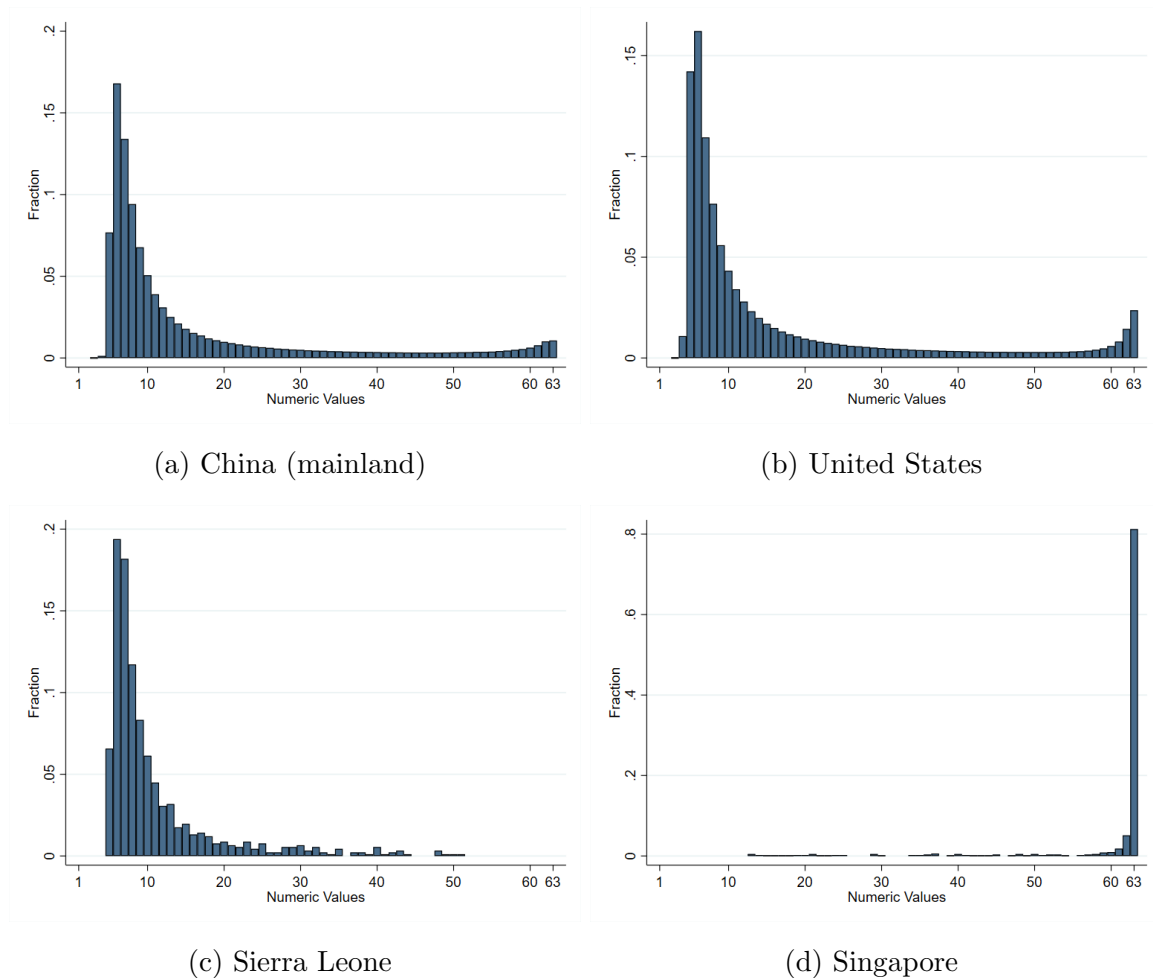 .2
.15
.1
.05
0
Fraction
1 10 20 30 40 50 60 63
Numeric Values
(a) China (mainland)
.15
.1
.05
0
Fraction
1 10 20 30 40 50 60 63
Numeric Values
(b) United States
.2
.15
.1
.05
0
Fraction
1 10 20 30 40 50 60 63
Numeric Values
(c) Sierra Leone
.8
.6
.4
.2
0
Fraction
1 10 20 30 40 50 60 63
Numeric Values
(d) Singapore